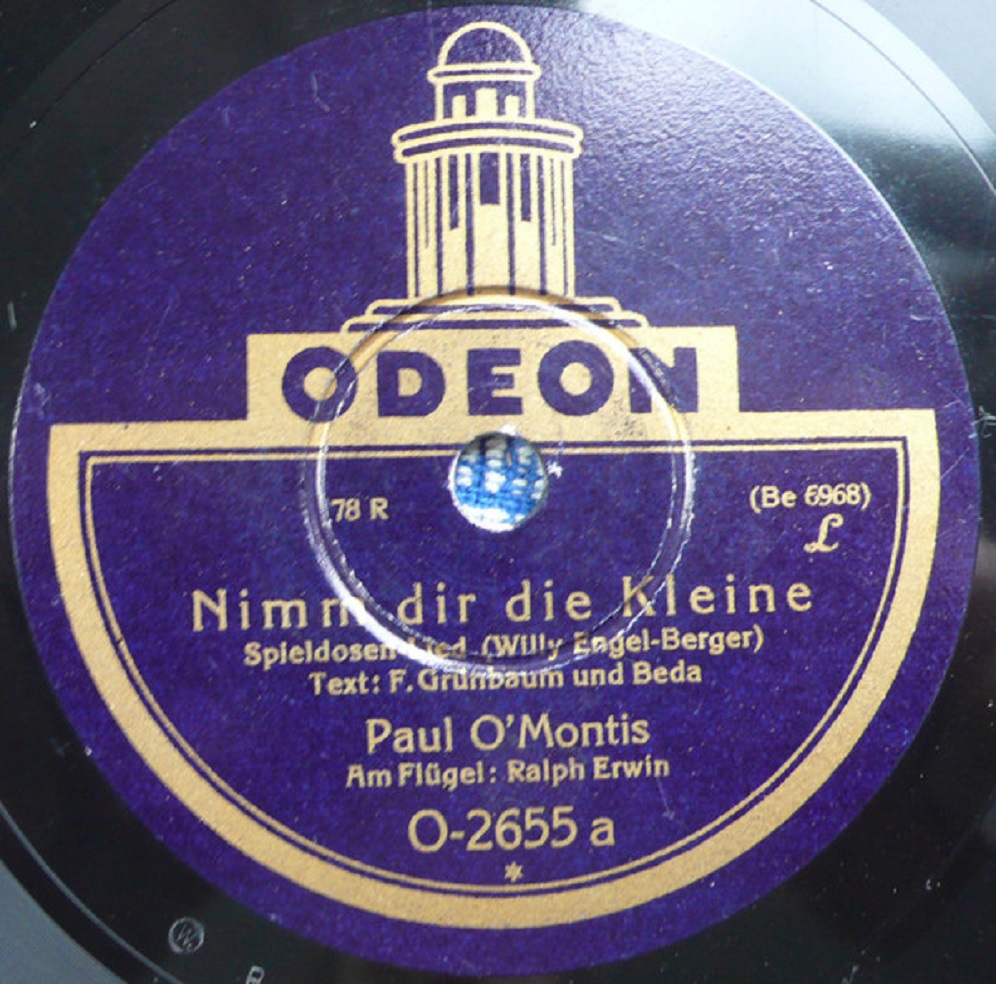 ODEON
78 R
(Be 6968)
L
Nimm dir die Kleine
Spieldosen Lied (Willy Engel-Berger)
Text: F. Grünbaum und Beda
Paul O'Montis
Am Flügel: Ralph Erwin
O-2655 a
*